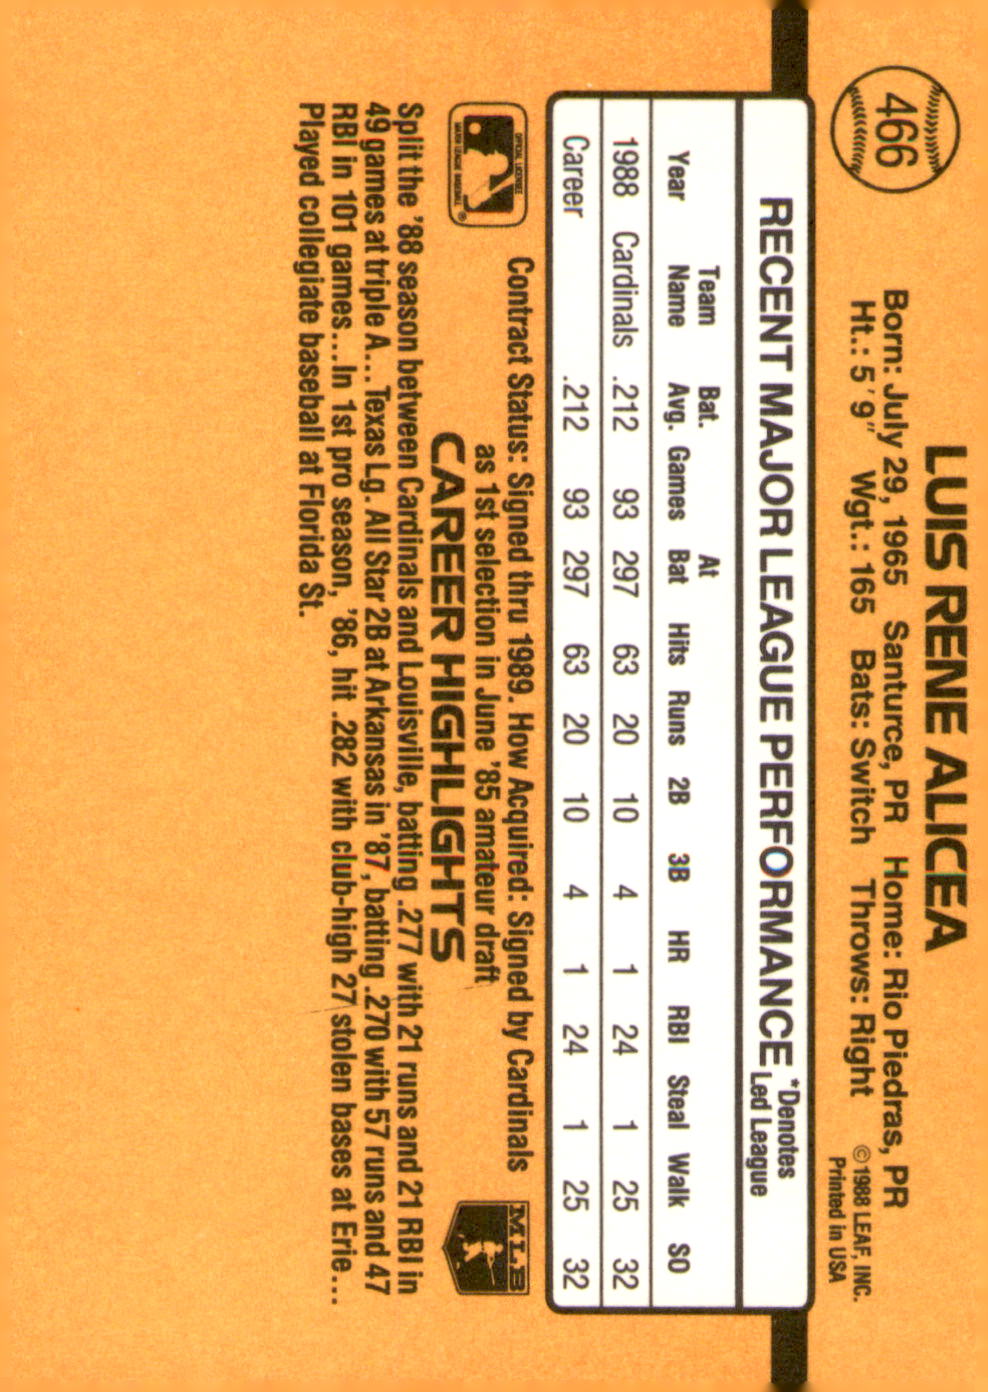 466
LUIS RENE ALICEA
Born: July 29, 1965 Santurce, PR Home: Rio Piedras, PR
Ht.: 5'9" Wgt.: 165 Bats: Switch Throws: Right
©1988 LEAF, INC.
Printed in USA
RECENT MAJOR LEAGUE PERFORMANCE *Denotes Led League
Year Team Name Bat. Avg. Games At Bat Hits Runs 2B 3B HR RBI Steal Walk SO
1988 Cardinals .212 93 297 63 20 10 4 1 24 1 25 32
Career .212 93 297 63 20 10 4 1 24 1 25 32
OFFICIAL LICENSEE
MAJOR LEAGUE BASEBALL
®
Contract Status: Signed thru 1989. How Acquired: Signed by Cardinals
as 1st selection in June '85 amateur draft
MLB
CAREER HIGHLIGHTS
Split the '88 season between Cardinals and Louisville, batting .277 with 21 runs and 21 RBI in
49 games at triple A... Texas Lg. All Star 2B at Arkansas in '87, batting .270 with 57 runs and 47
RBI in 101 games...In 1st pro season, '86, hit .282 with club-high 27 stolen bases at Erie...
Played collegiate baseball at Florida St.